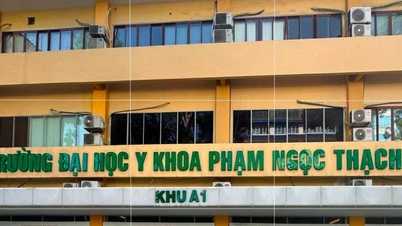 RƯỜNG ĐẠI HỌC Y KHOA PHẠM NGỌC THẠCH
KHU A1